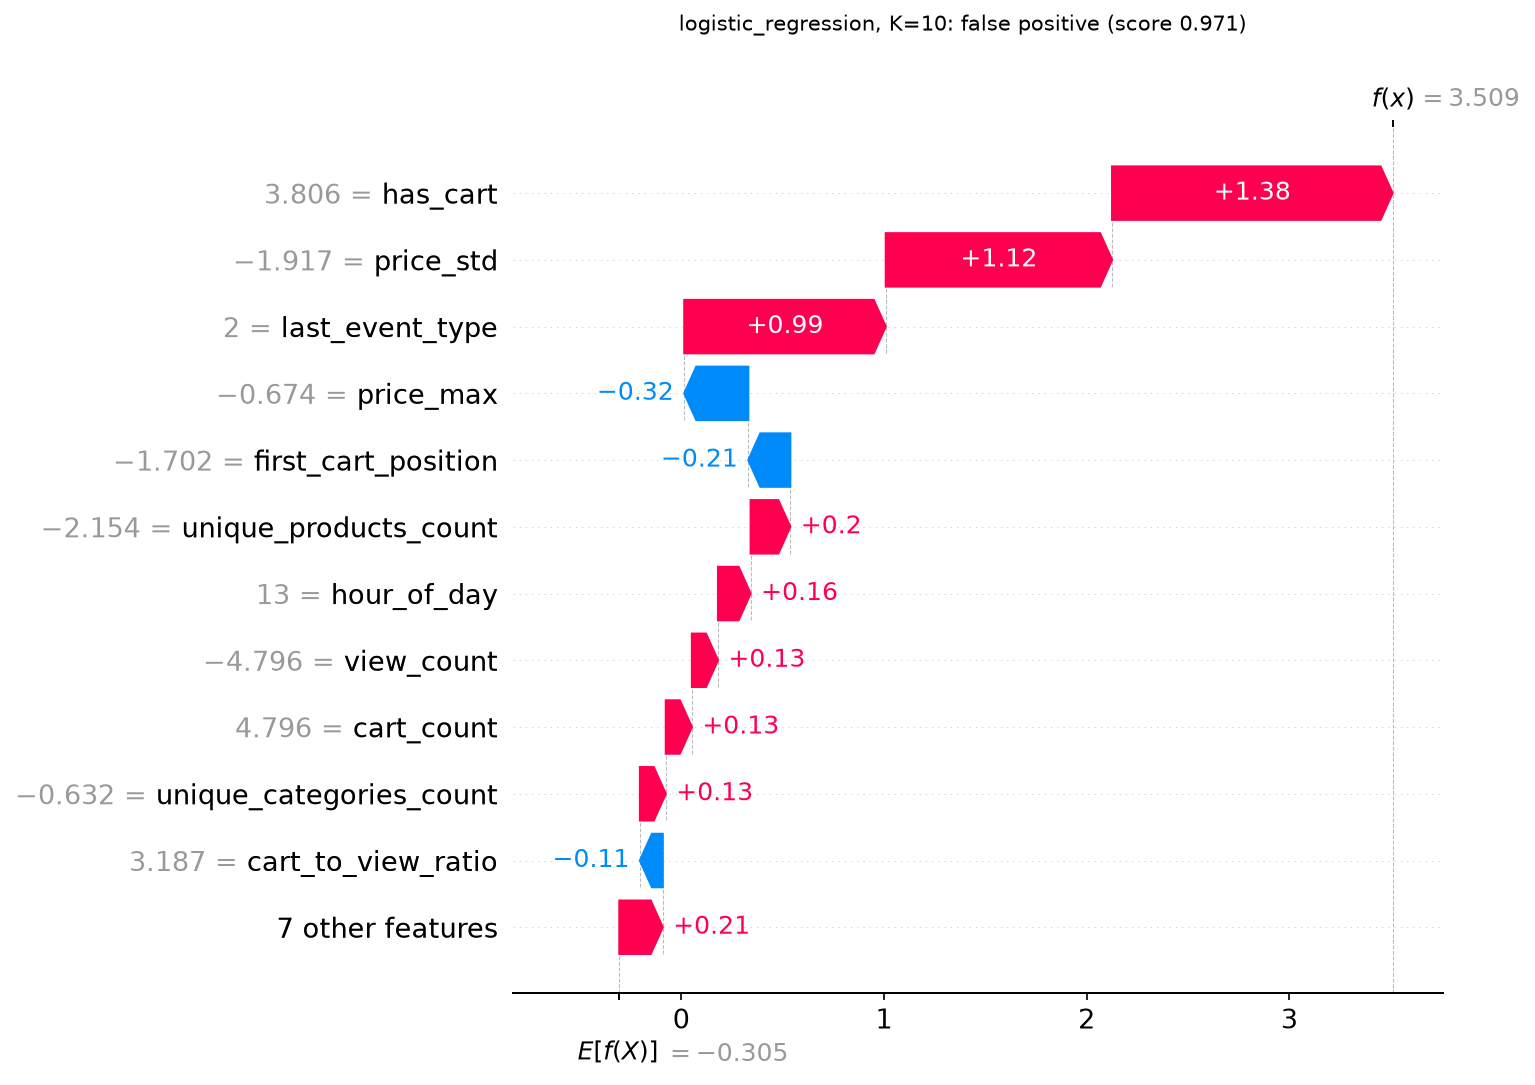 logistic_regression, K=10: false positive (score 0.971)
f(x) = 3.509
3.806 = has_cart +1.38
−1.917 = price_std +1.12
2 = last_event_type +0.99
−0.674 = price_max −0.32
−1.702 = first_cart_position −0.21
−2.154 = unique_products_count +0.2
13 = hour_of_day +0.16
−4.796 = view_count +0.13
4.796 = cart_count +0.13
−0.632 = unique_categories_count +0.13
3.187 = cart_to_view_ratio −0.11
7 other features +0.21
0 1 2 3
E[f(X)] = −0.305